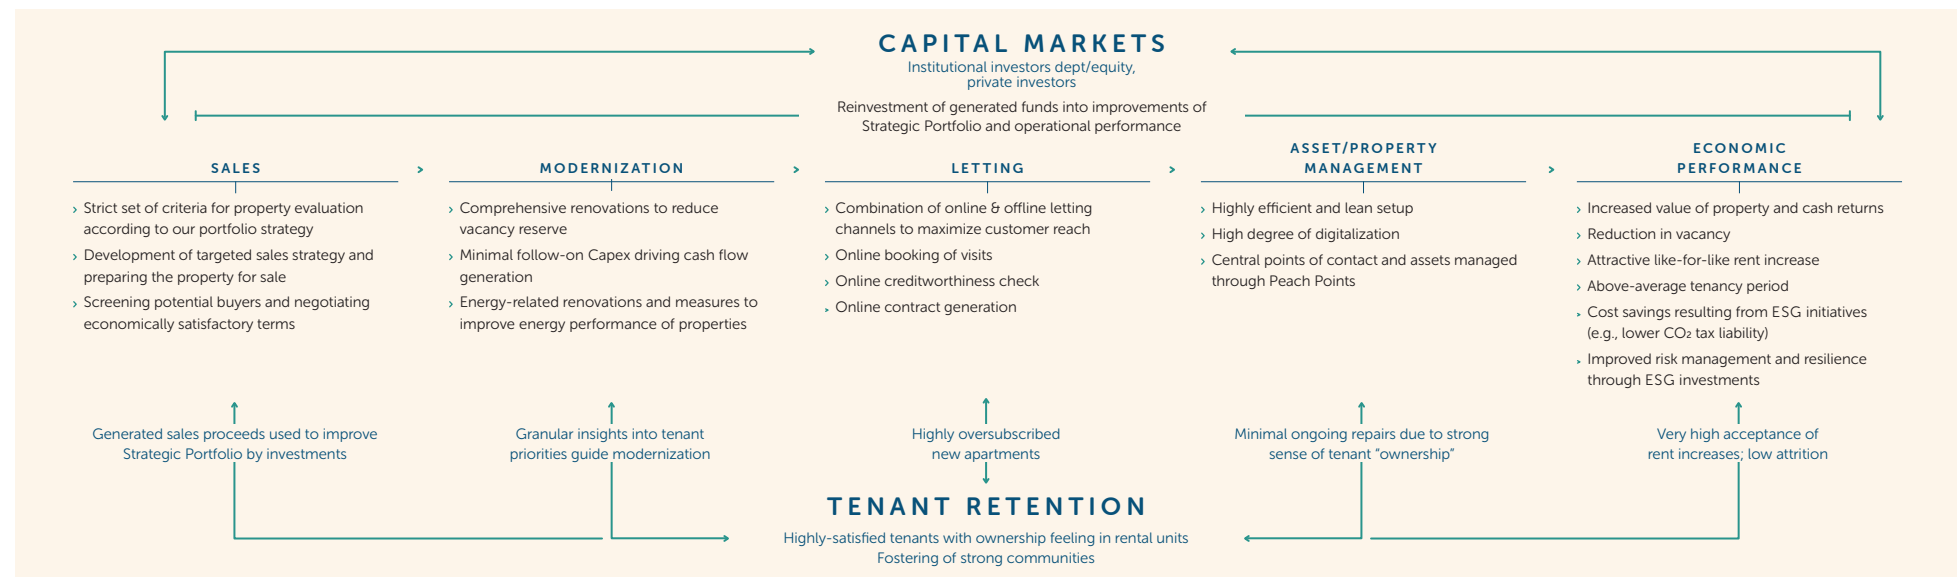 CAPITAL MARKETS
Institutional investors dept/equity,
private investors
Reinvestment of generated funds into improvements of
Strategic Portfolio and operational performance
SALES
› Strict set of criteria for property evaluation
according to our portfolio strategy
› Development of targeted sales strategy and
preparing the property for sale
› Screening potential buyers and negotiating
economically satisfactory terms
›
MODERNIZATION
› Comprehensive renovations to reduce
vacancy reserve
› Minimal follow-on Capex driving cash flow
generation
› Energy-related renovations and measures to
improve energy performance of properties
›
LETTING
› Combination of online & offline letting
channels to maximize customer reach
› Online booking of visits
› Online creditworthiness check
› Online contract generation
›
ASSET/PROPERTY
MANAGEMENT
› Highly efficient and lean setup
› High degree of digitalization
› Central points of contact and assets managed
through Peach Points
›
ECONOMIC
PERFORMANCE
› Increased value of property and cash returns
› Reduction in vacancy
› Attractive like-for-like rent increase
› Above-average tenancy period
› Cost savings resulting from ESG initiatives
(e.g., lower CO₂ tax liability)
› Improved risk management and resilience
through ESG investments
Generated sales proceeds used to improve
Strategic Portfolio by investments
Granular insights into tenant
priorities guide modernization
Highly oversubscribed
new apartments
Minimal ongoing repairs due to strong
sense of tenant “ownership”
Very high acceptance of
rent increases; low attrition
TENANT RETENTION
Highly-satisfied tenants with ownership feeling in rental units
Fostering of strong communities